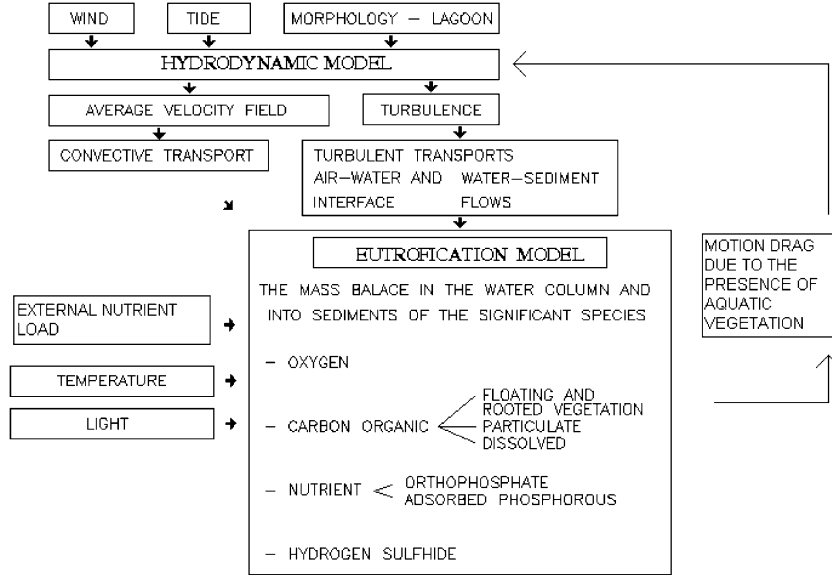 WIND
TIDE
MORPHOLOGY – LAGOON
HYDRODYNAMIC MODEL
AVERAGE VELOCITY FIELD
TURBULENCE
CONVECTIVE TRANSPORT
TURBULENT TRANSPORTS
AIR–WATER AND WATER–SEDIMENT
INTERFACE FLOWS
EUTROFICATION MODEL
THE MASS BALACE IN THE WATER COLUMN AND
INTO SEDIMENTS OF THE SIGNIFICANT SPECIES
EXTERNAL NUTRIENT
LOAD
TEMPERATURE
LIGHT
– OXYGEN
– CARBON ORGANIC
FLOATING AND
ROOTED VEGETATION
PARTICULATE
DISSOLVED
– NUTRIENT
ORTHOPHOSPHATE
ADSORBED PHOSPHOROUS
– HYDROGEN SULFHIDE
MOTION DRAG
DUE TO THE
PRESENCE OF
AQUATIC
VEGETATION